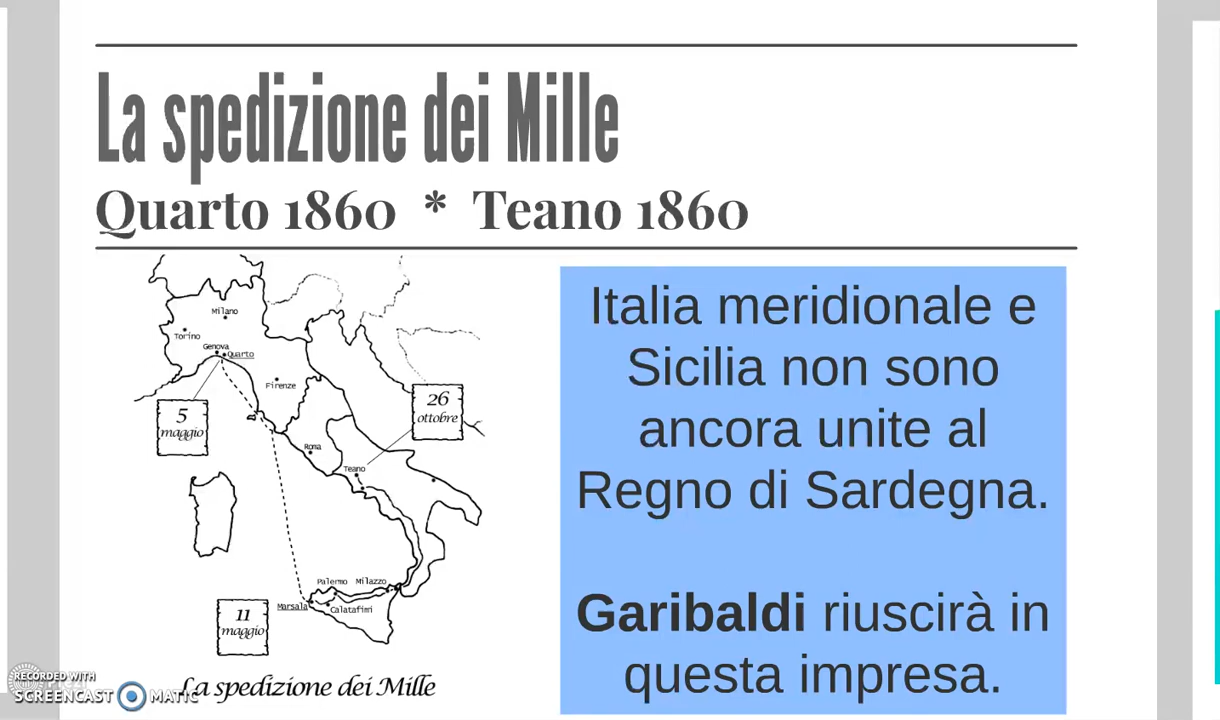 La spedizione dei Mille
Quarto 1860 * Teano 1860
Milano
Torino
Genova
Quarto
Firenze
5
maggio
26
ottobre
Roma
Teano
Palermo
Milazzo
Marsala
Calatafimi
11
maggio
La spedizione dei Mille
Italia meridionale e
Sicilia non sono
ancora unite al
Regno di Sardegna.
Garibaldi riuscirà in
questa impresa.
RECORDED WITH
SCREENCAST MATIC